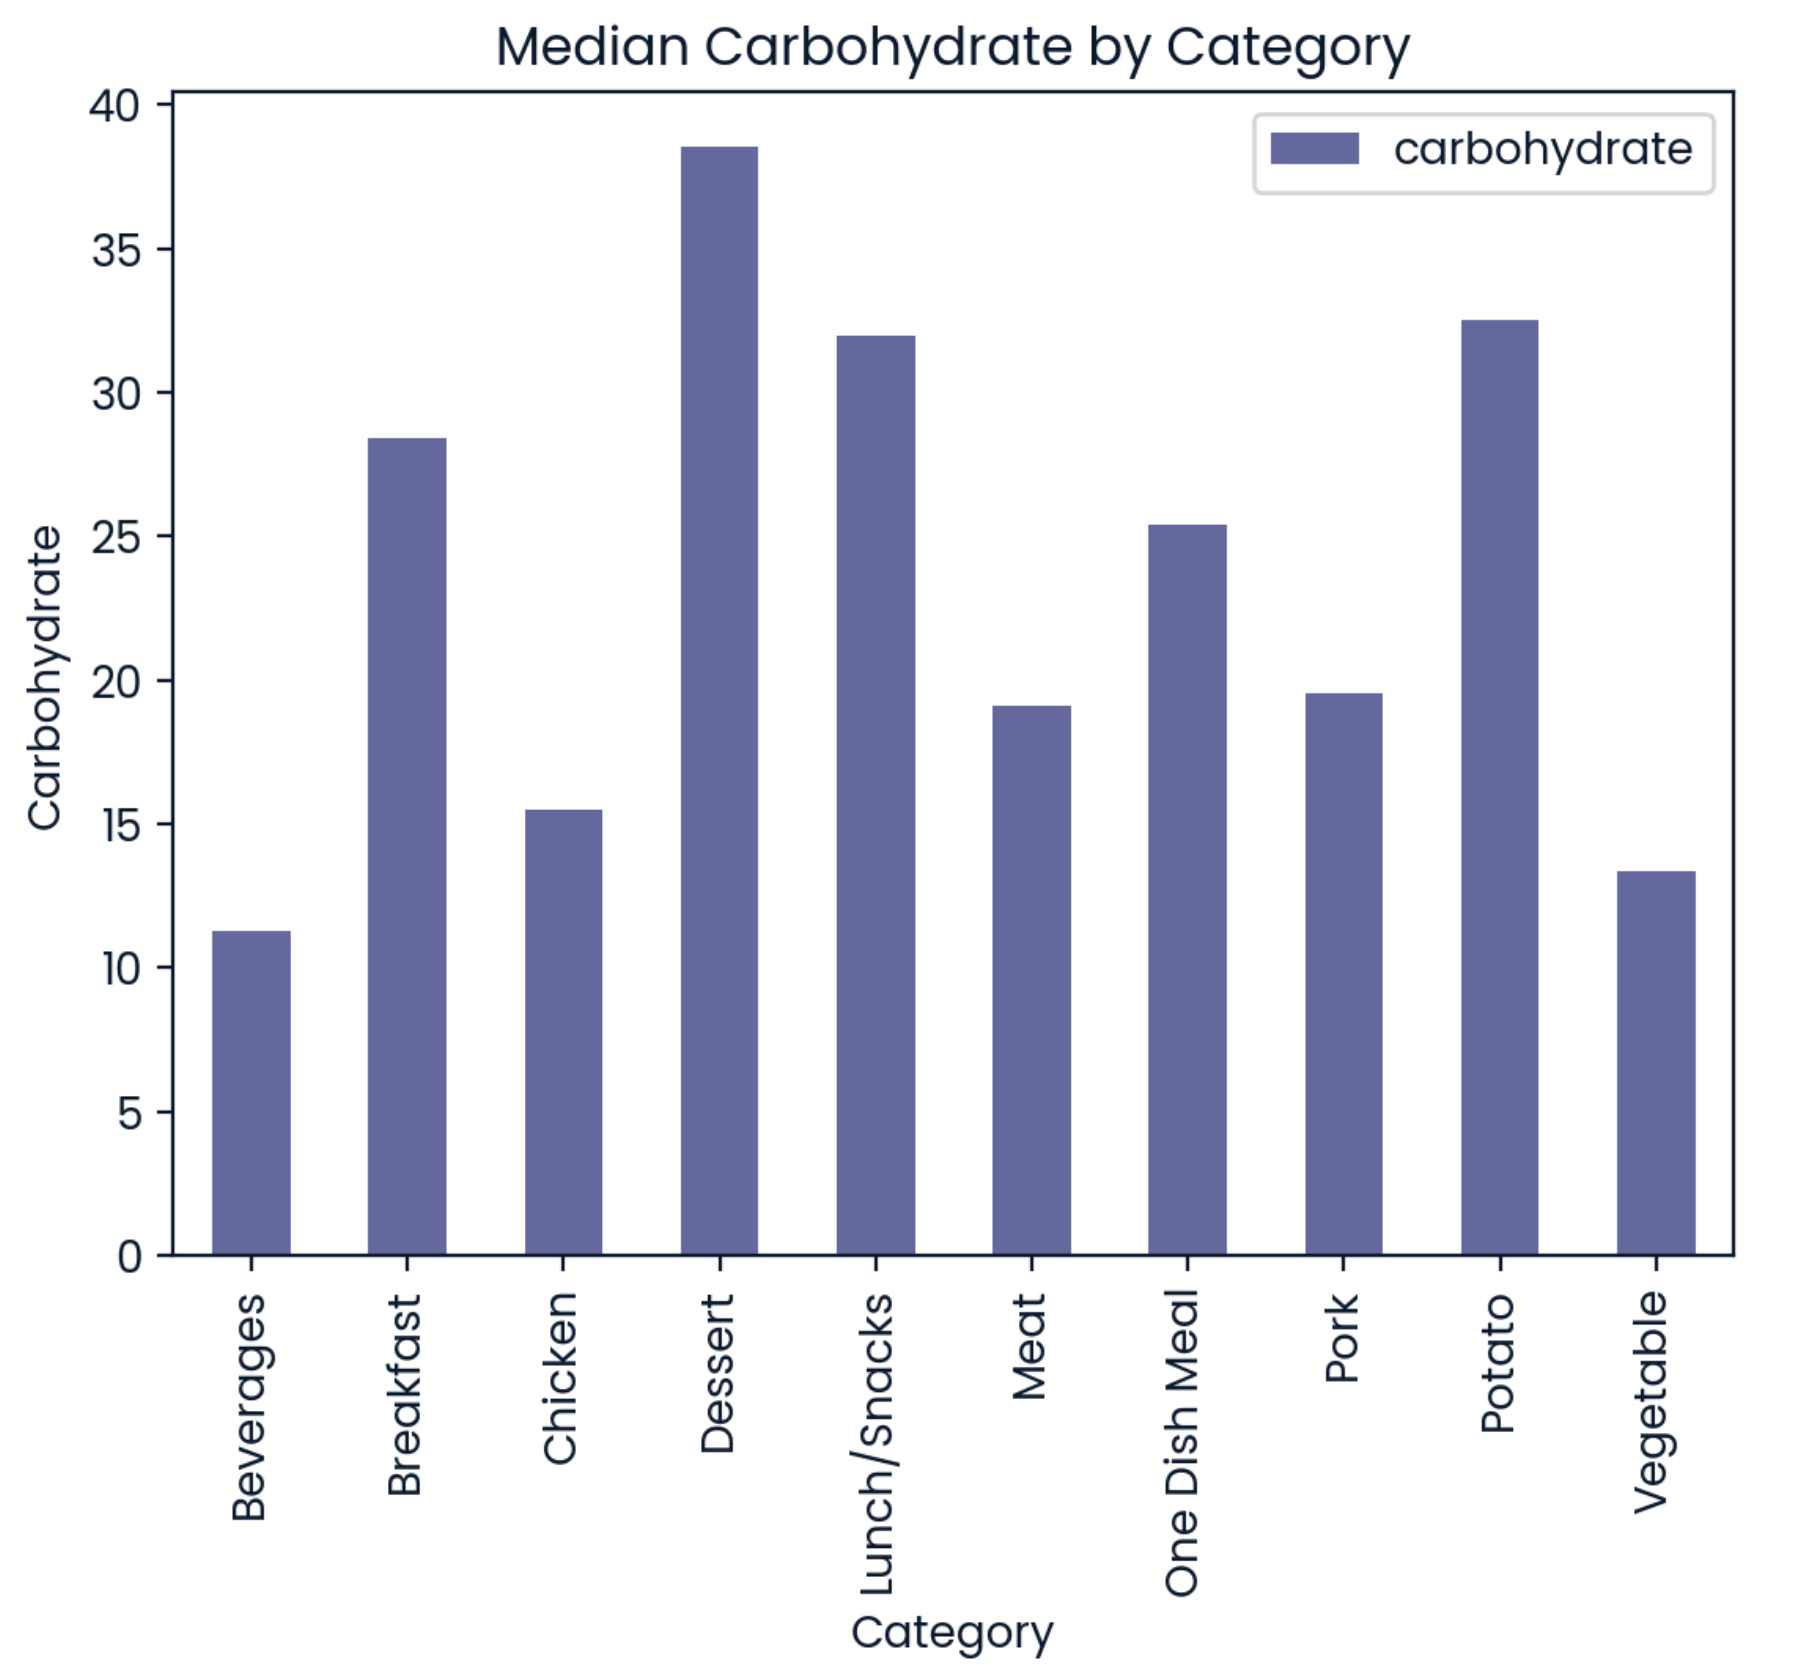 Median Carbohydrate by Category
carbohydrate
40
35
30
25
20
15
10
5
0
Carbohydrate
Beverages
Breakfast
Chicken
Dessert
Lunch/Snacks
Meat
One Dish Meal
Pork
Potato
Vegetable
Category